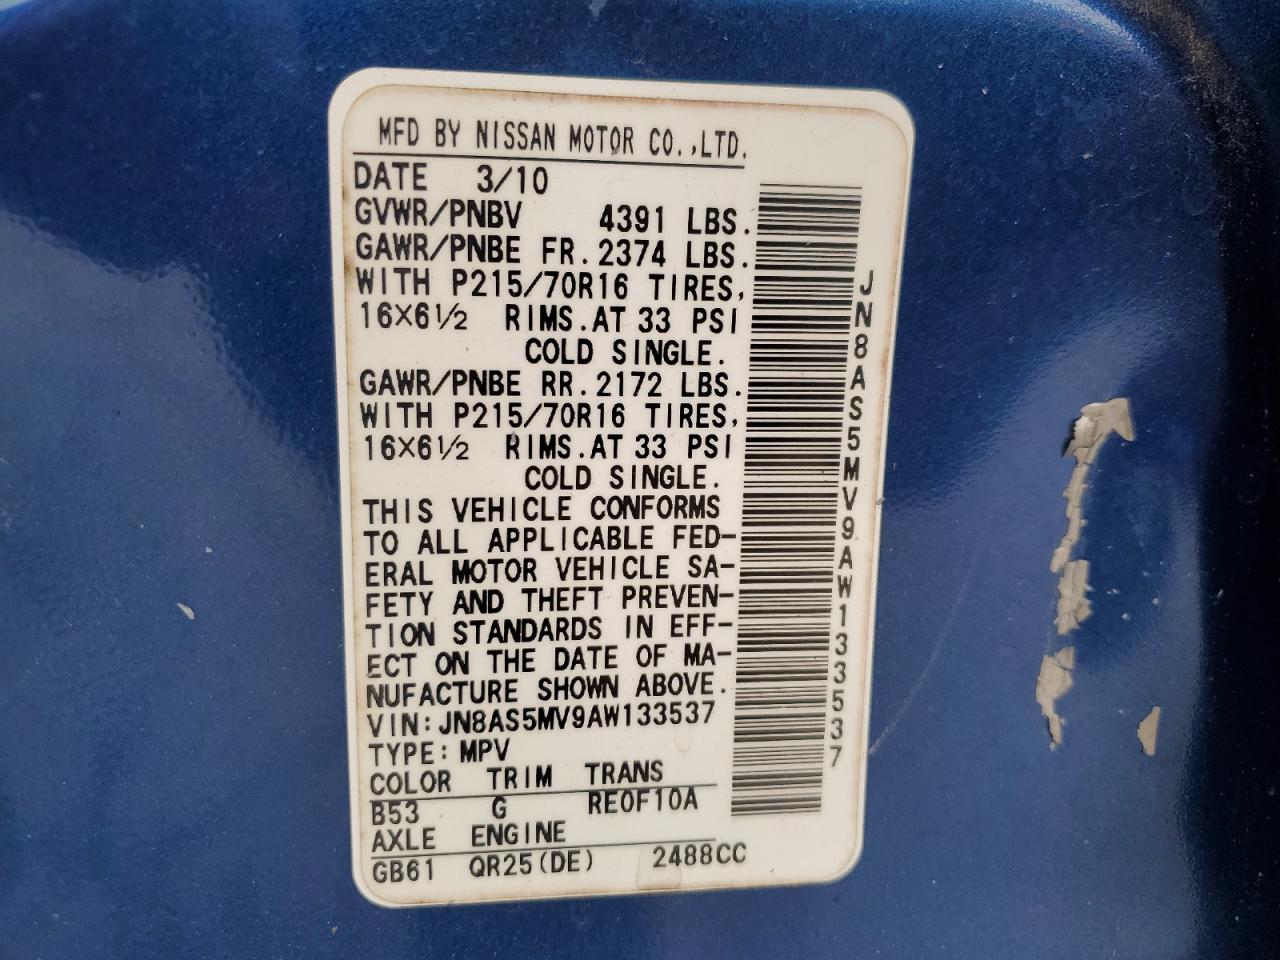 MFD BY NISSAN MOTOR CO.,LTD.
DATE 3/10
GVWR/PNBV 4391 LBS.
GAWR/PNBE FR. 2374 LBS.
WITH P215/70R16 TIRES,
16X6½ RIMS. AT 33 PSI
COLD SINGLE.
GAWR/PNBE RR. 2172 LBS.
WITH P215/70R16 TIRES,
16X6½ RIMS. AT 33 PSI
COLD SINGLE.
THIS VEHICLE CONFORMS
TO ALL APPLICABLE FED-
ERAL MOTOR VEHICLE SA-
FETY AND THEFT PREVEN-
TION STANDARDS IN EFF-
ECT ON THE DATE OF MA-
NUFACTURE SHOWN ABOVE.
VIN: JN8AS5MV9AW133537
TYPE: MPV
COLOR TRIM TRANS
B53 G RE0F10A
AXLE ENGINE
GB61 QR25(DE) 2488CC
JN8AS5MV9AW133537